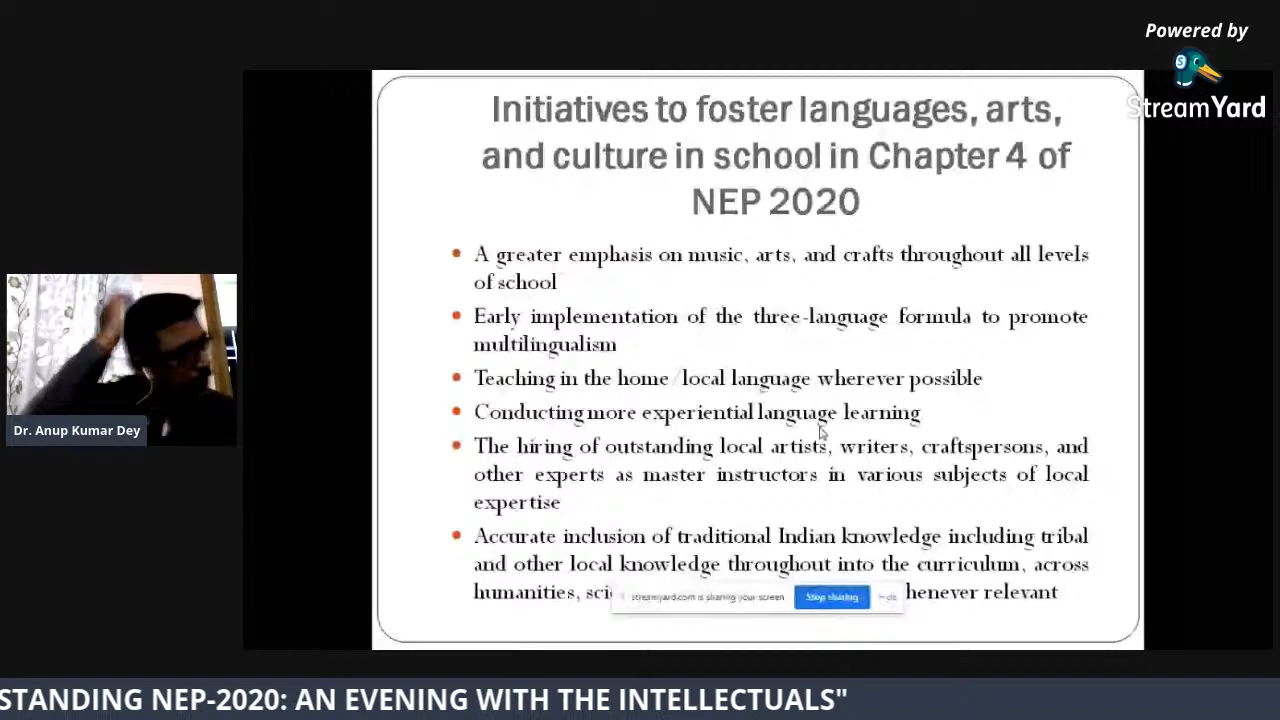 Powered by
StreamYard
Initiatives to foster languages, arts,
and culture in school in Chapter 4 of
NEP 2020
• A greater emphasis on music, arts, and crafts throughout all levels
of school
• Early implementation of the three-language formula to promote
multilingualism
• Teaching in the home /local language wherever possible
• Conducting more experiential language learning
• The hiring of outstanding local artists, writers, craftspersons, and
other experts as master instructors in various subjects of local
expertise
• Accurate inclusion of traditional Indian knowledge including tribal
and other local knowledge throughout into the curriculum, across
humanities, relevant
streamyard.com is sharing your screen Stop sharing Hide
Dr. Anup Kumar Dey
STANDING NEP-2020: AN EVENING WITH THE INTELLECTUALS"